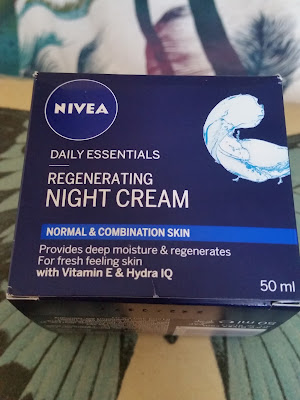 NIVEA
DAILY ESSENTIALS
REGENERATING
NIGHT CREAM
NORMAL & COMBINATION SKIN
Provides deep moisture & regenerates
For fresh feeling skin
with Vitamin E & Hydra IQ
50 ml